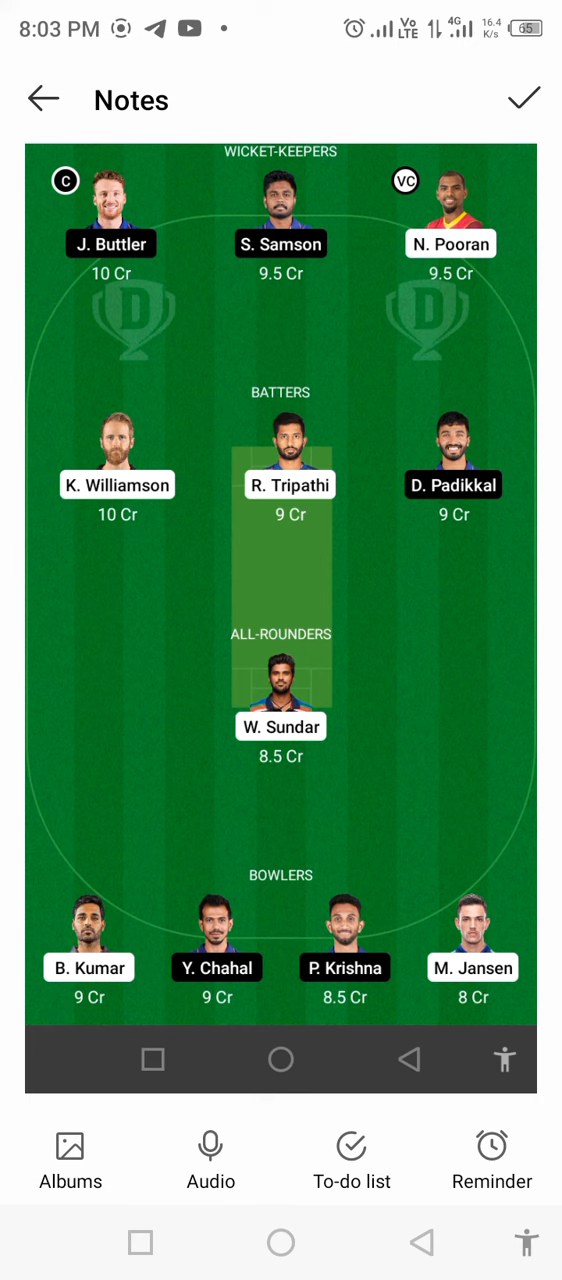 8:03 PM
Vo LTE 4G 16.4 K/s 65
Notes
WICKET-KEEPERS
C VC
J. Buttler S. Samson N. Pooran
10 Cr 9.5 Cr 9.5 Cr
D D
BATTERS
K. Williamson R. Tripathi D. Padikkal
10 Cr 9 Cr 9 Cr
ALL-ROUNDERS
W. Sundar
8.5 Cr
BOWLERS
B. Kumar Y. Chahal P. Krishna M. Jansen
9 Cr 9 Cr 8.5 Cr 8 Cr
Albums Audio To-do list Reminder